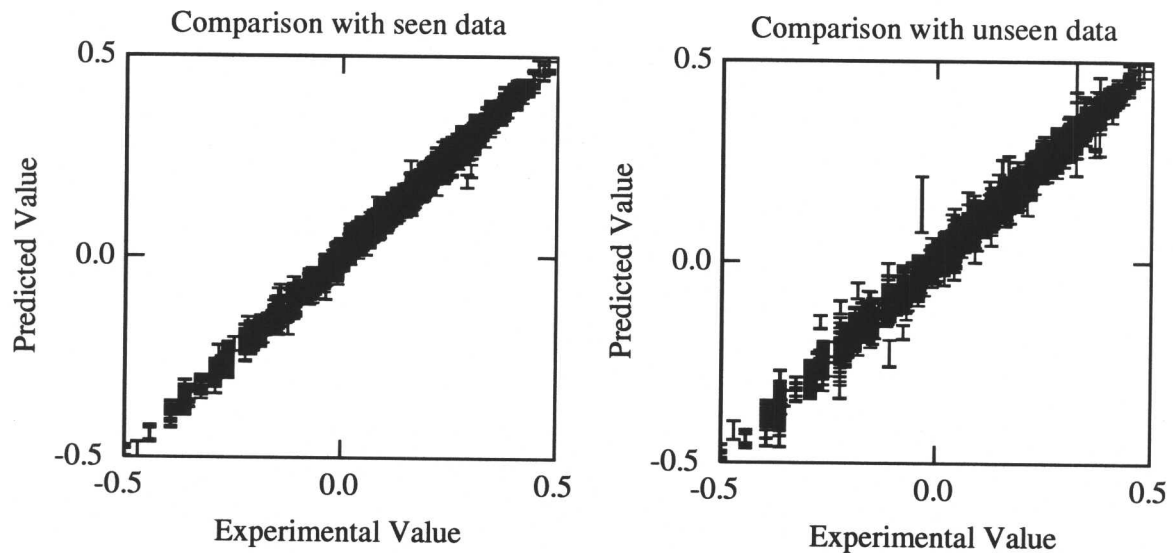 Comparison with seen data
0.5
0.0
-0.5
Predicted Value
-0.5
0.0
0.5
Experimental Value
Comparison with unseen data
0.5
0.0
-0.5
Predicted Value
-0.5
0.0
0.5
Experimental Value